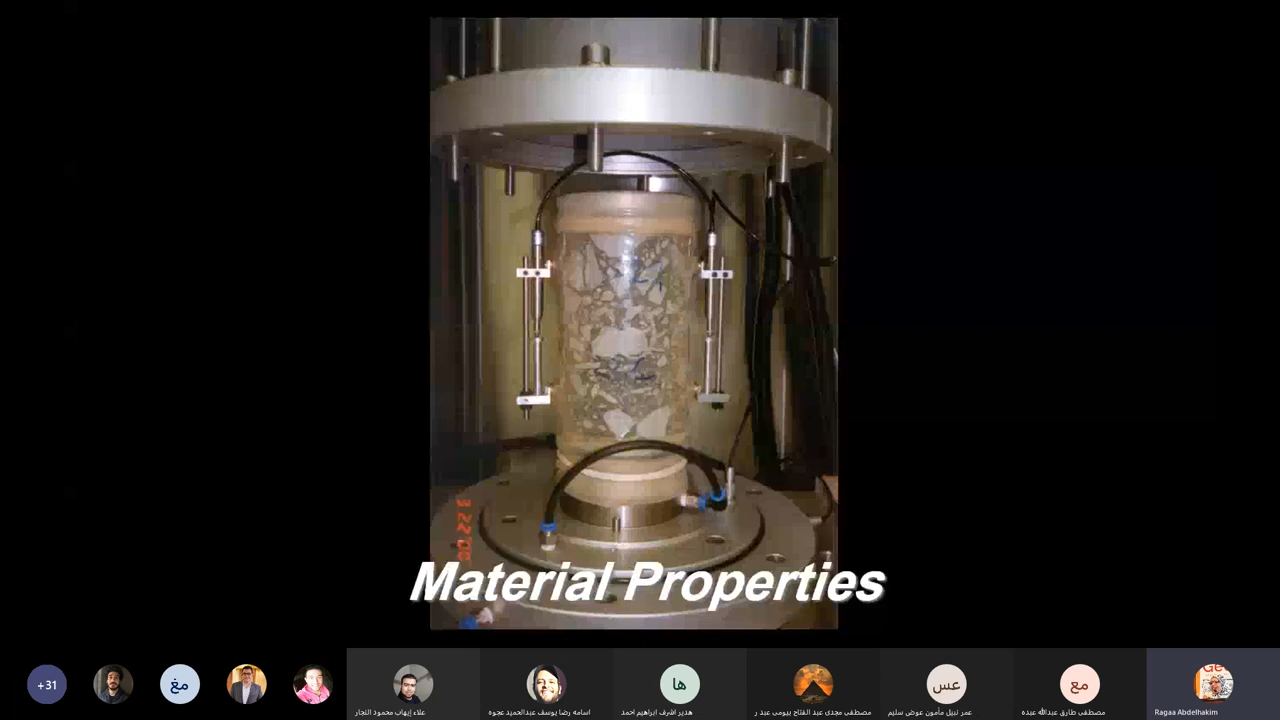 Material Properties
+31
مغ
علاء إيهاب محمود النجار
اسامه رضا يوسف عبدالحميد عجوه
ها
هدير اشرف ابراهيم احمد
مصطفى مجدى عبد الفتاح بيومى عبد ر
عس
عمر نبيل مأمون عوض سليم
مع
مصطفى طارق عبدالله عبده
Ragaa Abdelhakim